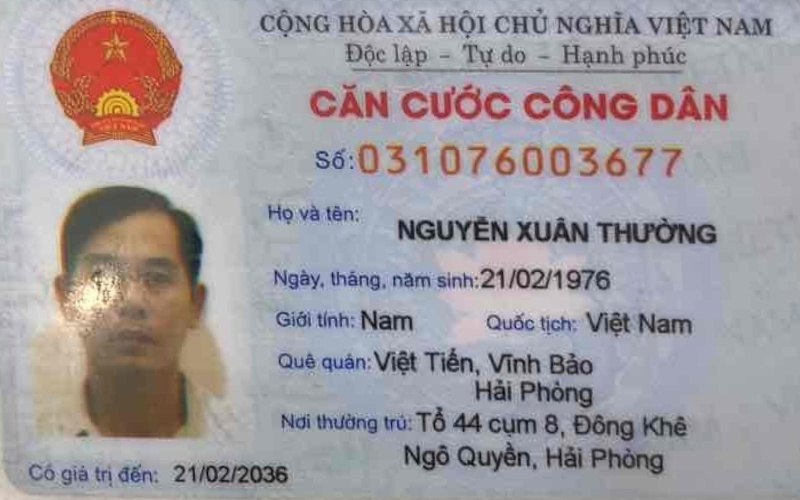 CỘNG HÒA XÃ HỘI CHỦ NGHĨA VIỆT NAM
Độc lập - Tự do - Hạnh phúc
CĂN CƯỚC CÔNG DÂN
Số: 031076003677
Họ và tên: NGUYỄN XUÂN THƯỜNG
Ngày, tháng, năm sinh: 21/02/1976
Giới tính: Nam Quốc tịch: Việt Nam
Quê quán: Việt Tiến, Vĩnh Bảo
Hải Phòng
Nơi thường trú: Tổ 44 cụm 8, Đông Khê
Ngô Quyền, Hải Phòng
Có giá trị đến: 21/02/2036